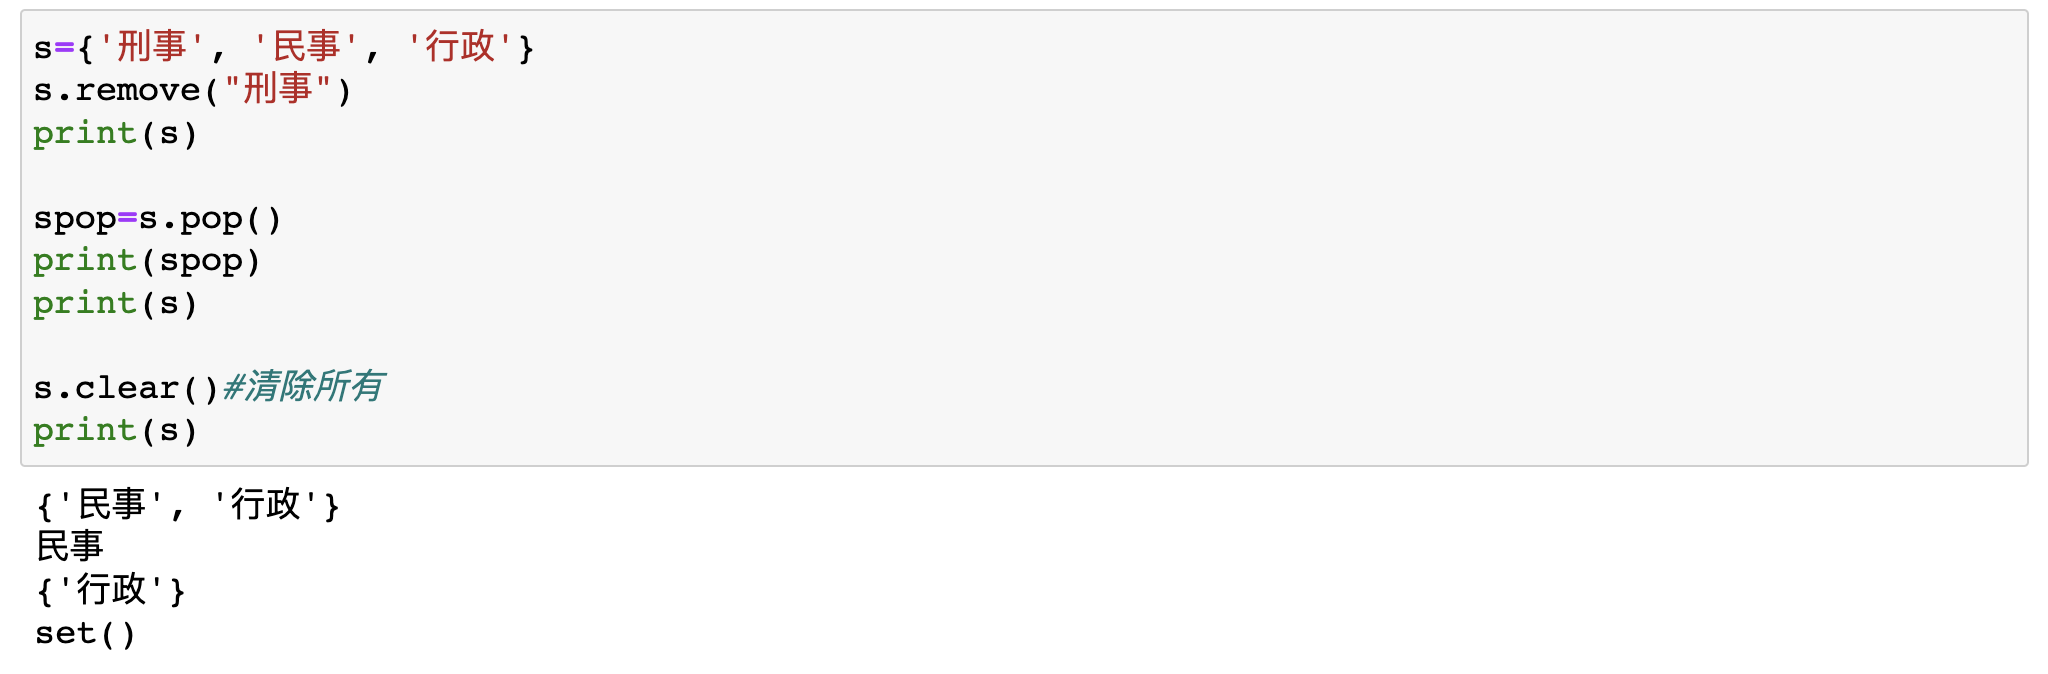 s={'刑事', '民事', '行政'}
s.remove("刑事")
print(s)
spop=s.pop()
print(spop)
print(s)
s.clear()#清除所有
print(s)
{'民事', '行政'}
民事
{'行政'}
set()